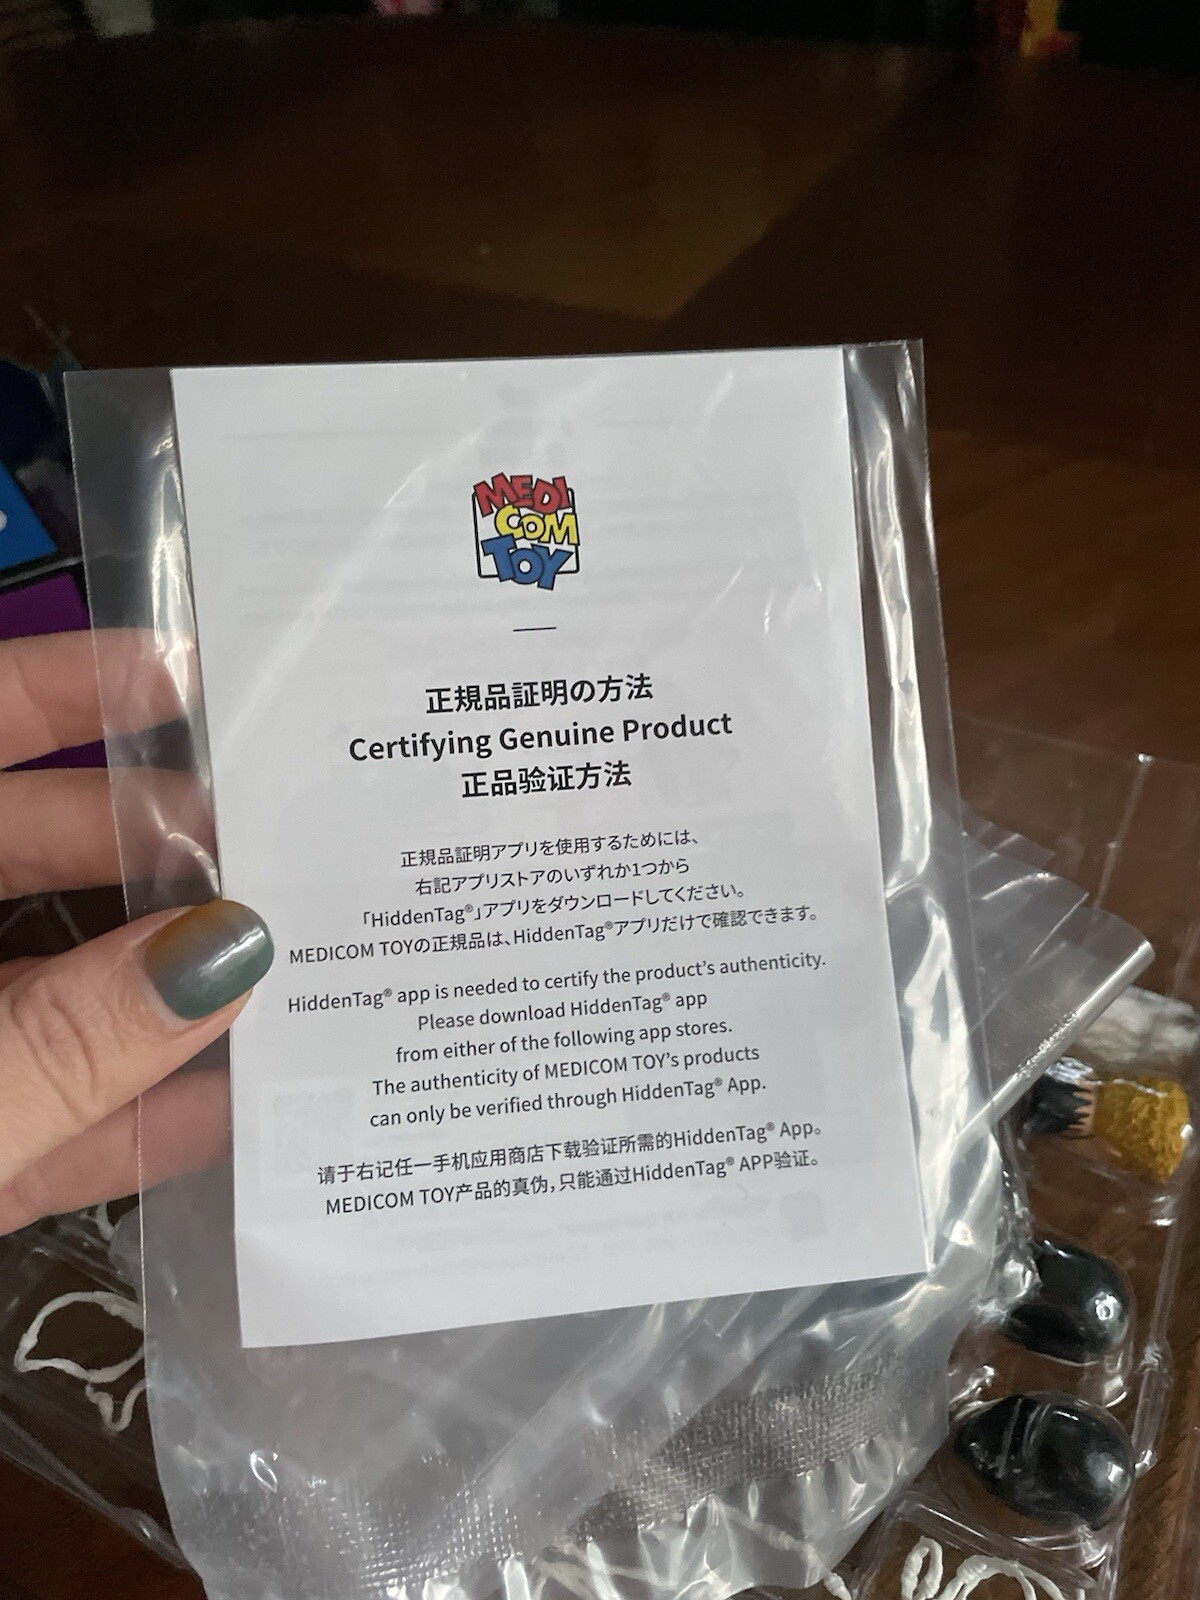 MEDI
COM
TOY
正規品証明の方法
Certifying Genuine Product
正品验证方法
正規品証明アプリを使用するためには、
右記アプリストアのいずれか1つから
「HiddenTag®」アプリをダウンロードしてください。
MEDICOM TOYの正規品は、HiddenTag®アプリだけで確認できます。
HiddenTag® app is needed to certify the product's authenticity.
Please download HiddenTag® app
from either of the following app stores.
The authenticity of MEDICOM TOY's products
can only be verified through HiddenTag® App.
请于右记任一手机应用商店下载验证所需的HiddenTag® App。
MEDICOM TOY产品的真伪，只能通过HiddenTag® APP验证。